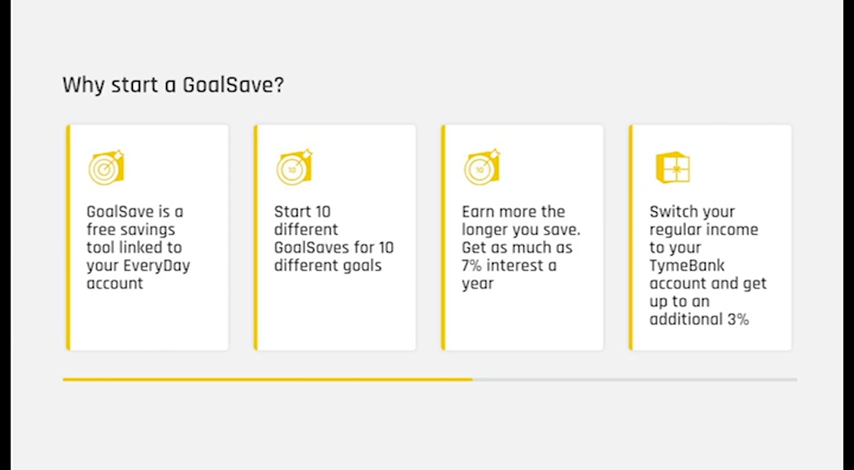 Why start a GoalSave?
GoalSave is a
free savings
tool linked to
your EveryDay
account
Start 10
different
GoalSaves for 10
different goals
Earn more the
longer you save.
Get as much as
7% interest a
year
Switch your
regular income
to your
TymeBank
account and get
up to an
additional 3%